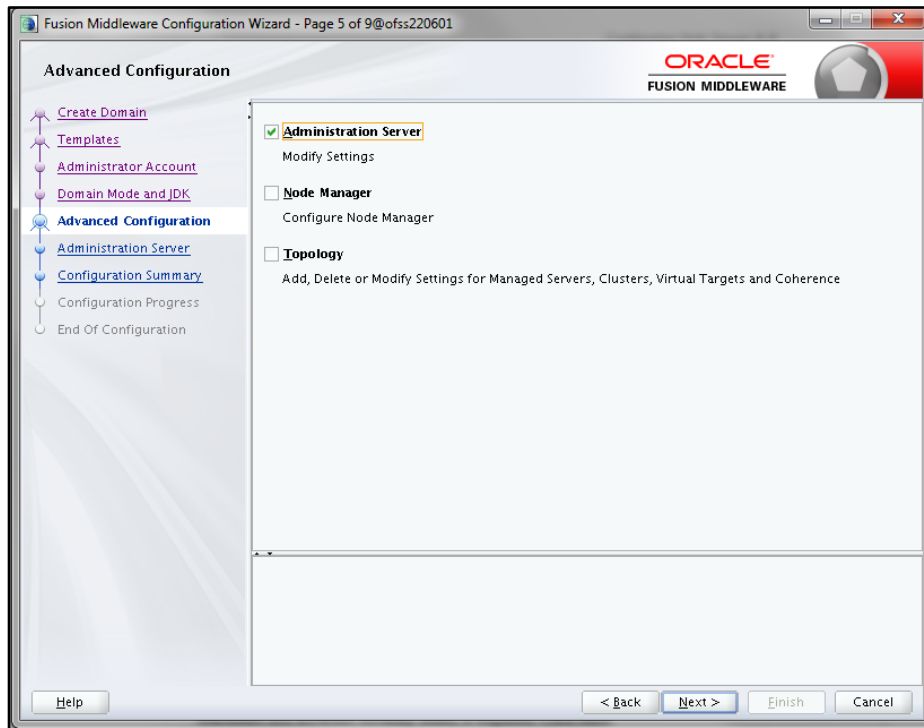 Fusion Middleware Configuration Wizard - Page 5 of 9@ofss220601
Advanced Configuration
ORACLE
FUSION MIDDLEWARE
Create Domain
Templates
Administrator Account
Domain Mode and JDK
Advanced Configuration
Administration Server
Configuration Summary
Configuration Progress
End Of Configuration
Administration Server
Modify Settings
Node Manager
Configure Node Manager
Topology
Add, Delete or Modify Settings for Managed Servers, Clusters, Virtual Targets and Coherence
Help
< Back
Next >
Finish
Cancel